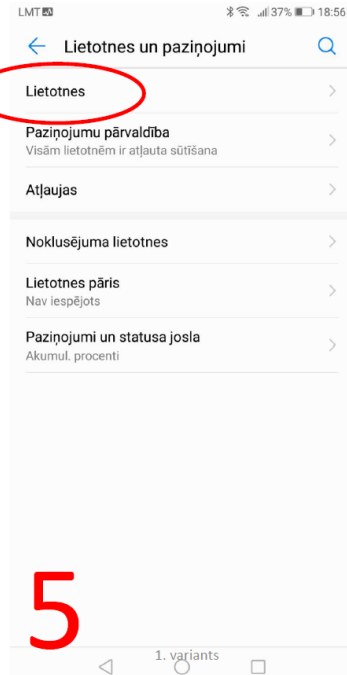 LMT 37% 18:56
Lietotnes un paziņojumi
Lietotnes
Paziņojumu pārvaldība
Visām lietotnēm ir atļauta sūtīšana
Atļaujas
Noklusējuma lietotnes
Lietotnes pāris
Nav iespējots
Paziņojumi un statusa josla
Akumul. procenti
5
1. variants